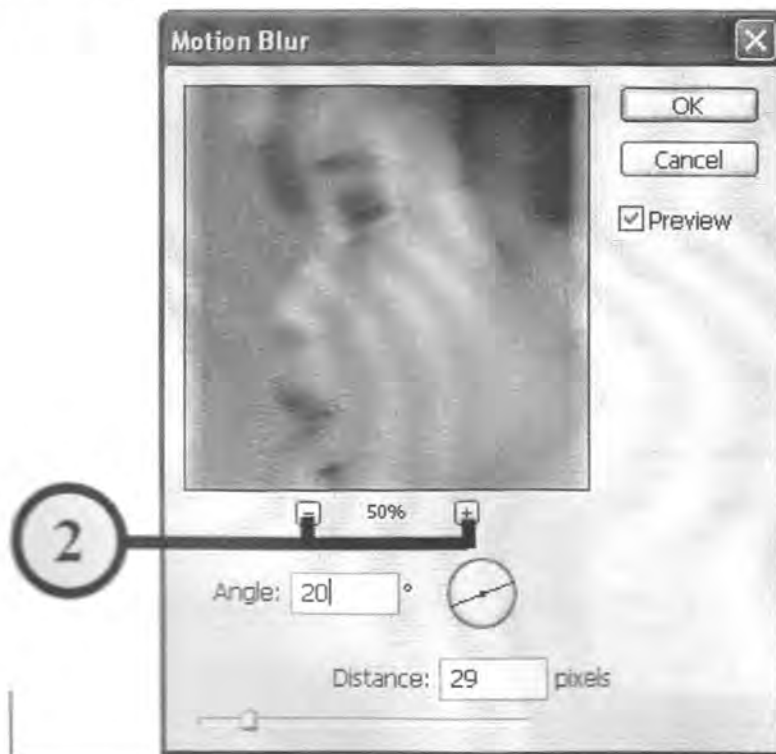 Motion Blur
OK
Cancel
Preview
50%
2
Angle: 20 °
Distance: 29 pixels